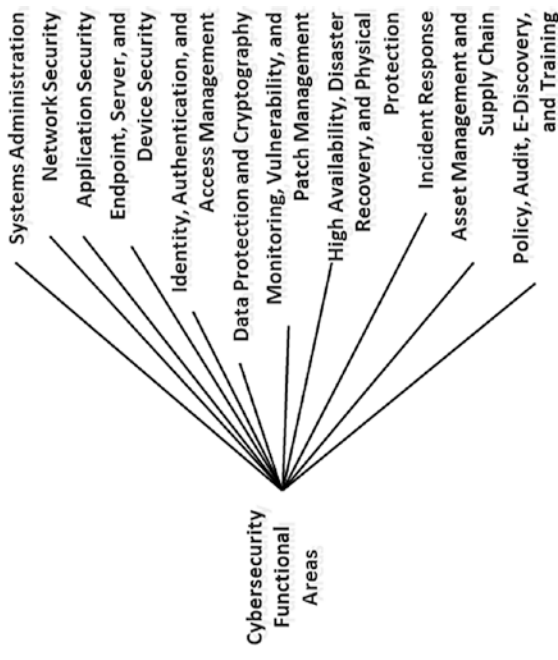 Cybersecurity
Functional
Areas
Systems Administration
Network Security
Application Security
Endpoint, Server, and
Device Security
Identity, Authentication, and
Access Management
Data Protection and Cryptography
Monitoring, Vulnerability, and
Patch Management
High Availability, Disaster
Recovery, and Physical
Protection
Incident Response
Asset Management and
Supply Chain
Policy, Audit, E-Discovery,
and Training